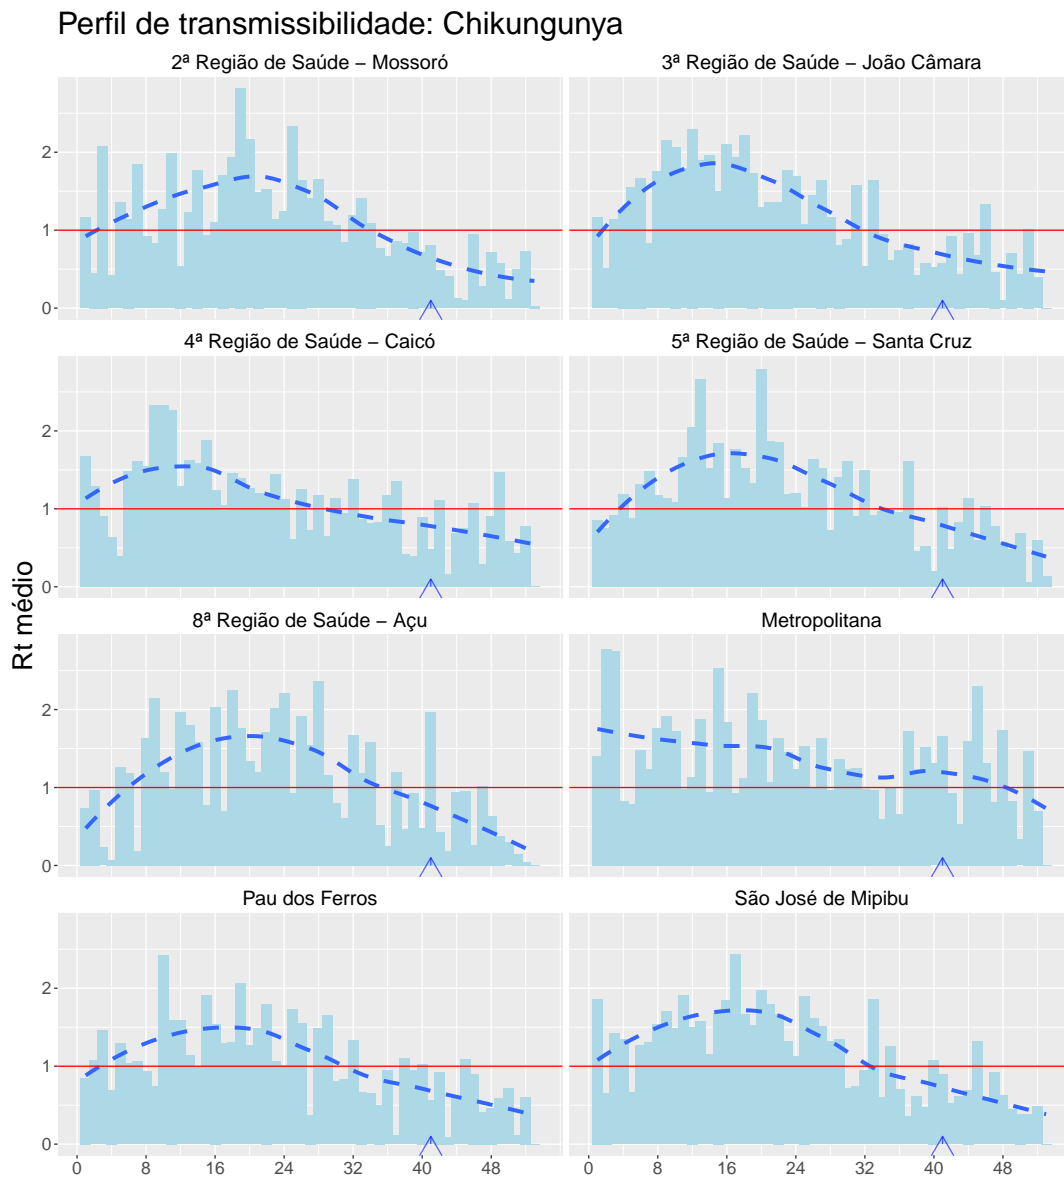 Perfil de transmissibilidade: Chikungunya
2ª Região de Saúde – Mossoró
3ª Região de Saúde – João Câmara
2
1
0
4ª Região de Saúde – Caicó
5ª Região de Saúde – Santa Cruz
2
1
0
Rt médio
8ª Região de Saúde – Açu
Metropolitana
2
1
0
Pau dos Ferros
São José de Mipibu
2
1
0
0 8 16 24 32 40 48
0 8 16 24 32 40 48